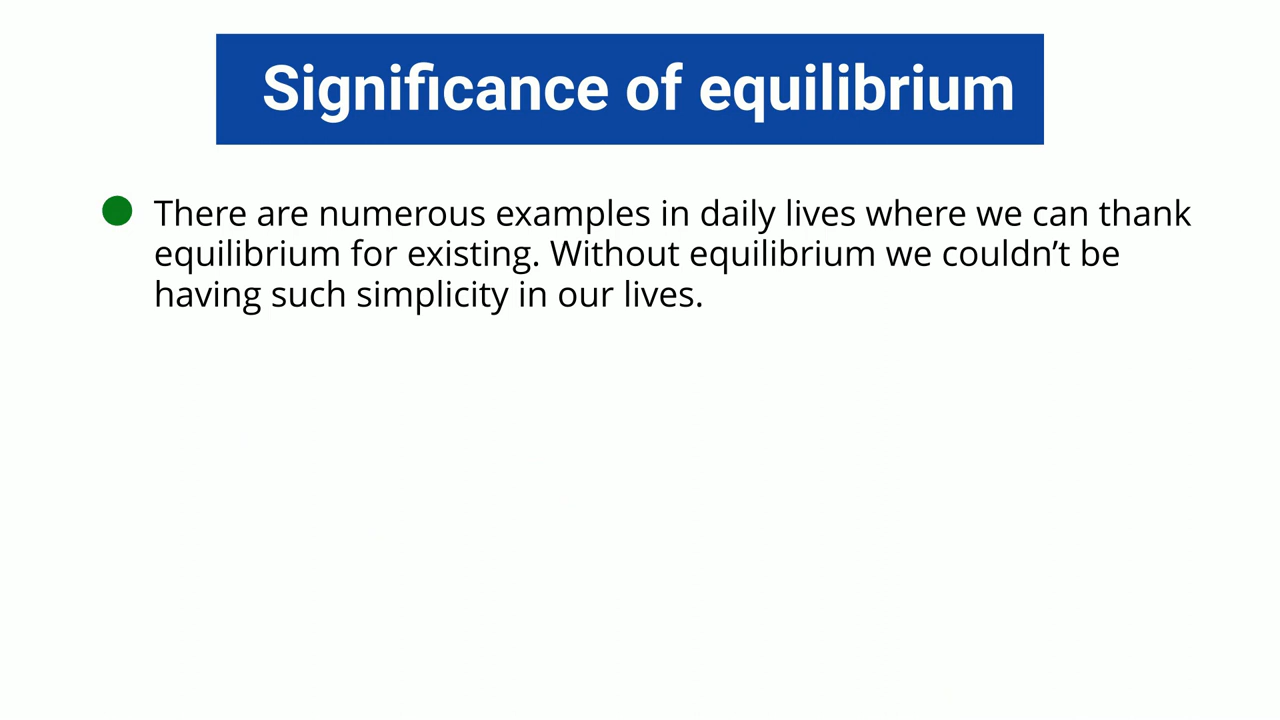 Significance of equilibrium
There are numerous examples in daily lives where we can thank
equilibrium for existing. Without equilibrium we couldn’t be
having such simplicity in our lives.